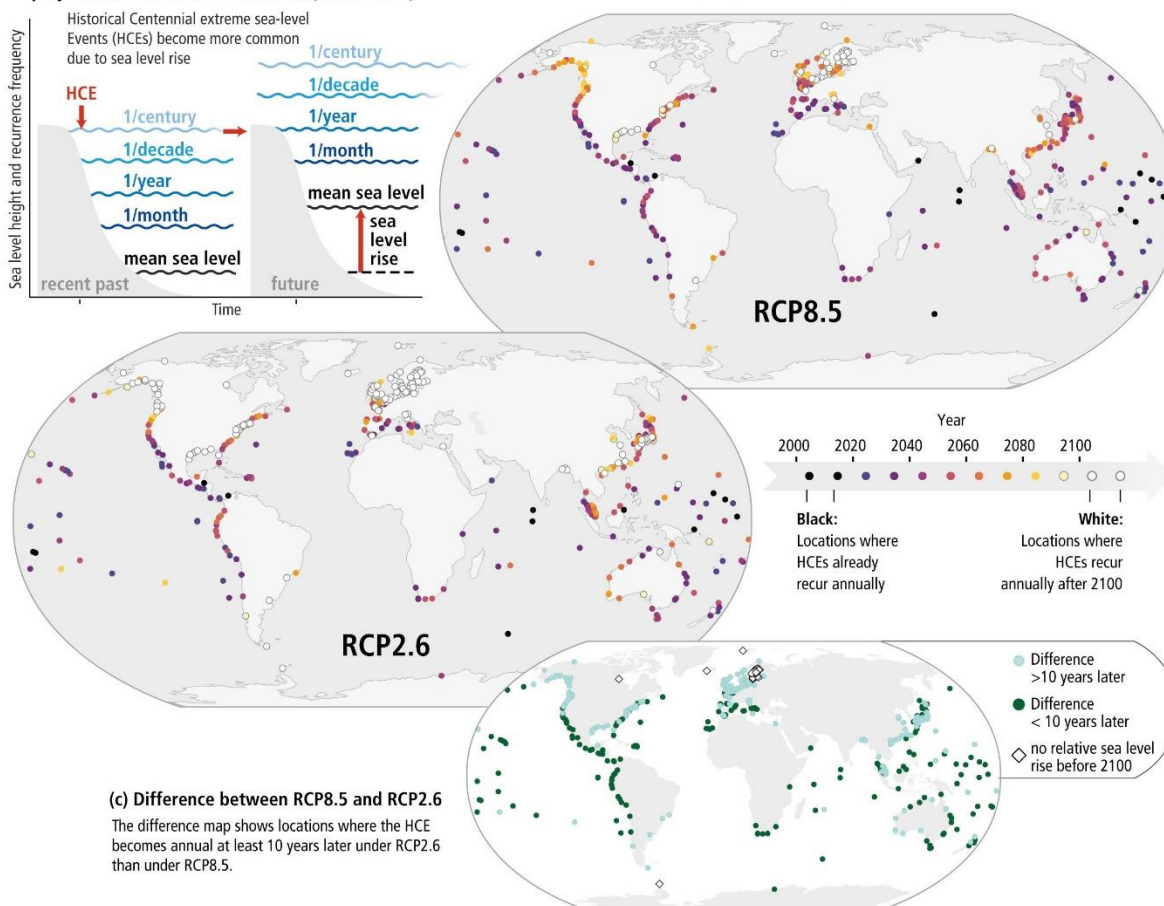 Historical Centennial extreme sea-level
Events (HCEs) become more common
due to sea level rise
Sea level height and recurrence frequency
HCE
1/century
1/decade
1/year
1/month
mean sea level
recent past
1/century
1/decade
1/year
1/month
mean sea level
sea
level
rise
future
Time
RCP8.5
RCP2.6
Year
2000 2020 2040 2060 2080 2100
Black:
Locations where
HCEs already
recur annually
White:
Locations where
HCEs recur
annually after 2100
Difference
>10 years later
Difference
< 10 years later
no relative sea level
rise before 2100
(c) Difference between RCP8.5 and RCP2.6
The difference map shows locations where the HCE
becomes annual at least 10 years later under RCP2.6
than under RCP8.5.